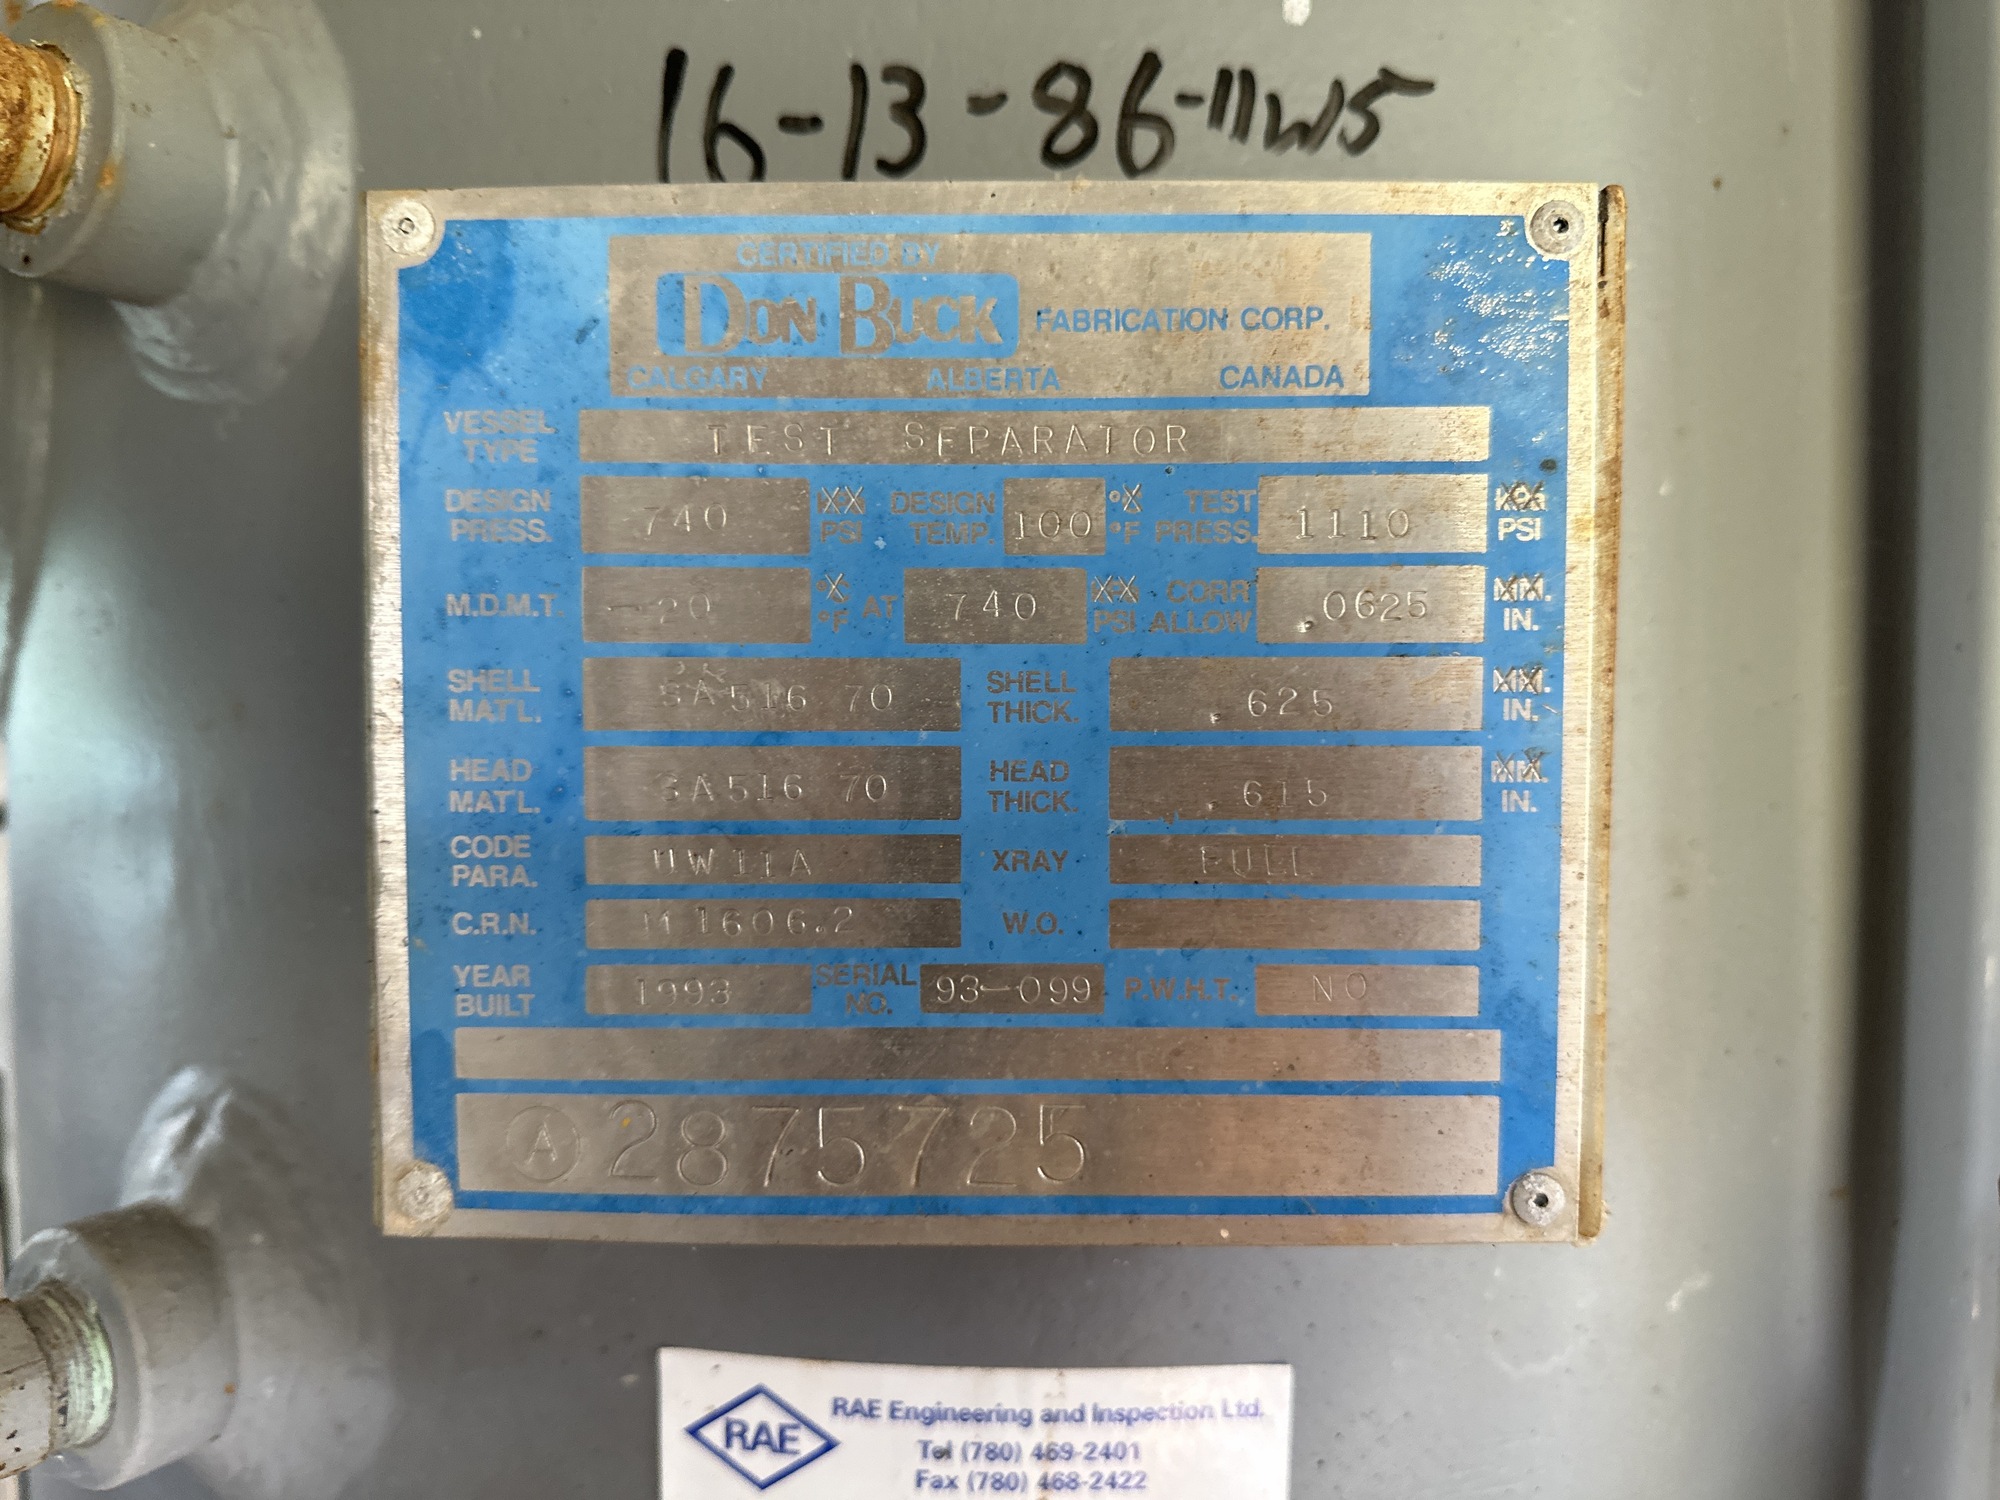 16-13-86-11W5
CERTIFIED BY
DON BUCK FABRICATION CORP.
CALGARY ALBERTA CANADA
VESSEL TYPE TEST SEPARATOR
DESIGN PRESS. 740 PSI DESIGN TEMP. 100 °F TEST PRESS. 1110 PSI
M.D.M.T. -20 °F AT 740 PSI CORR ALLOW .0625 MM. IN.
SHELL MAT'L. SA516 70 SHELL THICK. .625 MM. IN.
HEAD MAT'L. SA516 70 HEAD THICK. .615 MM. IN.
CODE PARA. UW11A XRAY FULL
C.R.N. M1606.2 W.O.
YEAR BUILT 1993 SERIAL NO. 93-099 P.W.H.T. NO
A 2875725
RAE RAE Engineering and Inspection Ltd.
Tel (780) 469-2401
Fax (780) 468-2422